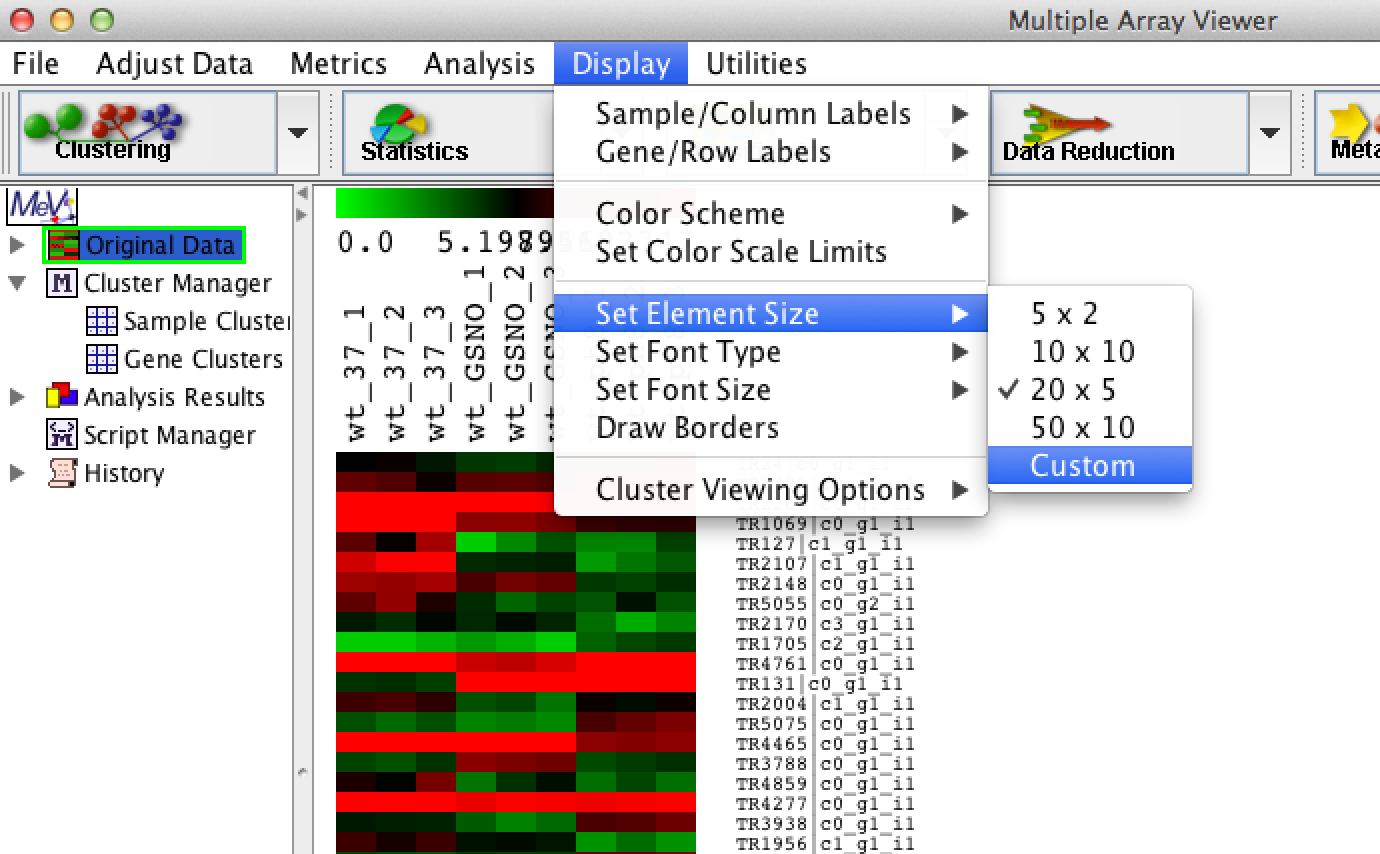 Multiple Array Viewer
File Adjust Data Metrics Analysis Display Utilities
Clustering Statistics Data Reduction Meta
Sample/Column Labels
Gene/Row Labels
Color Scheme
Set Color Scale Limits
Set Element Size
Set Font Type
Set Font Size
Draw Borders
Cluster Viewing Options
5 x 2
10 x 10
20 x 5
50 x 10
Custom
MeV
Original Data
Cluster Manager
Sample Cluster
Gene Clusters
Analysis Results
Script Manager
History
0.0
wt_37_1
wt_37_2
wt_37_3
wt_GSNO_1
wt_GSNO_2
TR1069|c0_g1_i1
TR127|c1_g1_i1
TR2107|c1_g1_i1
TR2148|c0_g1_i1
TR5055|c0_g2_i1
TR2170|c3_g1_i1
TR1705|c2_g1_i1
TR4761|c0_g1_i1
TR131|c0_g1_i1
TR2004|c1_g1_i1
TR5075|c0_g1_i1
TR4465|c0_g1_i1
TR3788|c0_g1_i1
TR4859|c0_g1_i1
TR4277|c0_g1_i1
TR3938|c0_g1_i1
TR1956|c1_g1_i1